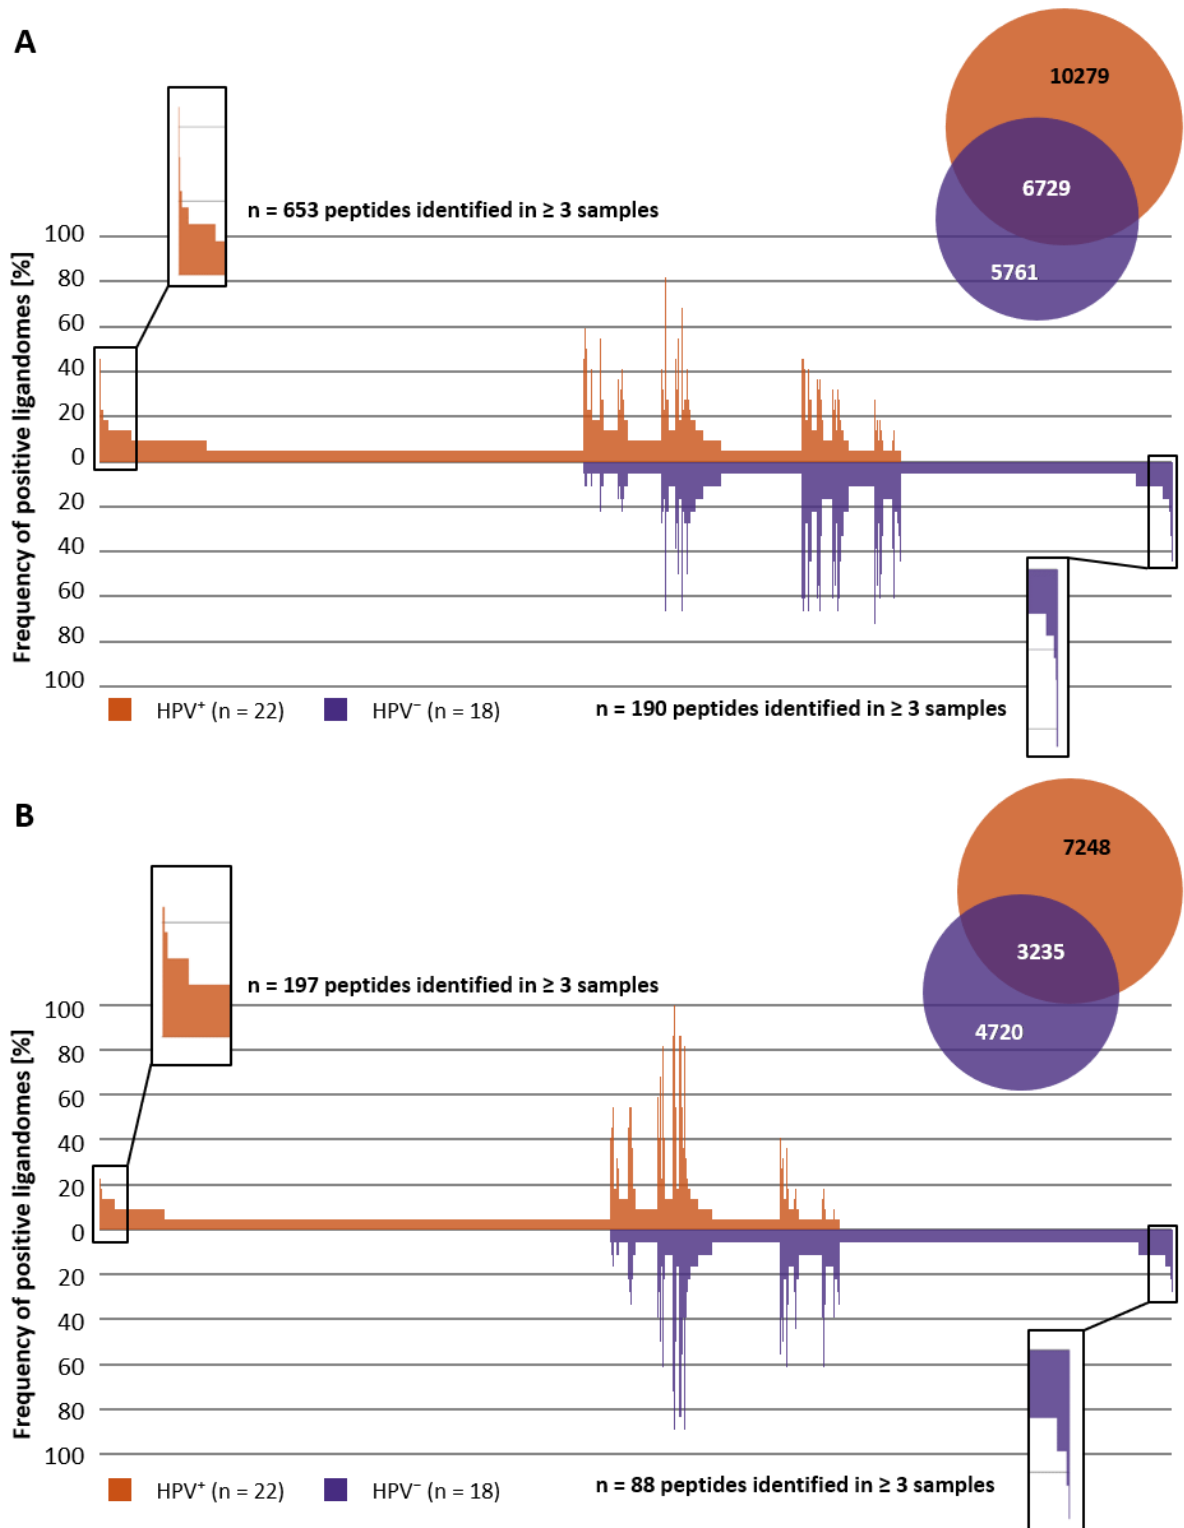 A
10279
6729
5761
n = 653 peptides identified in ≥ 3 samples
Frequency of positive ligandomes [%]
100
80
60
40
20
0
20
40
60
80
100
HPV⁺ (n = 22)
HPV⁻ (n = 18)
n = 190 peptides identified in ≥ 3 samples
B
7248
3235
4720
n = 197 peptides identified in ≥ 3 samples
Frequency of positive ligandomes [%]
100
80
60
40
20
0
20
40
60
80
100
HPV⁺ (n = 22)
HPV⁻ (n = 18)
n = 88 peptides identified in ≥ 3 samples